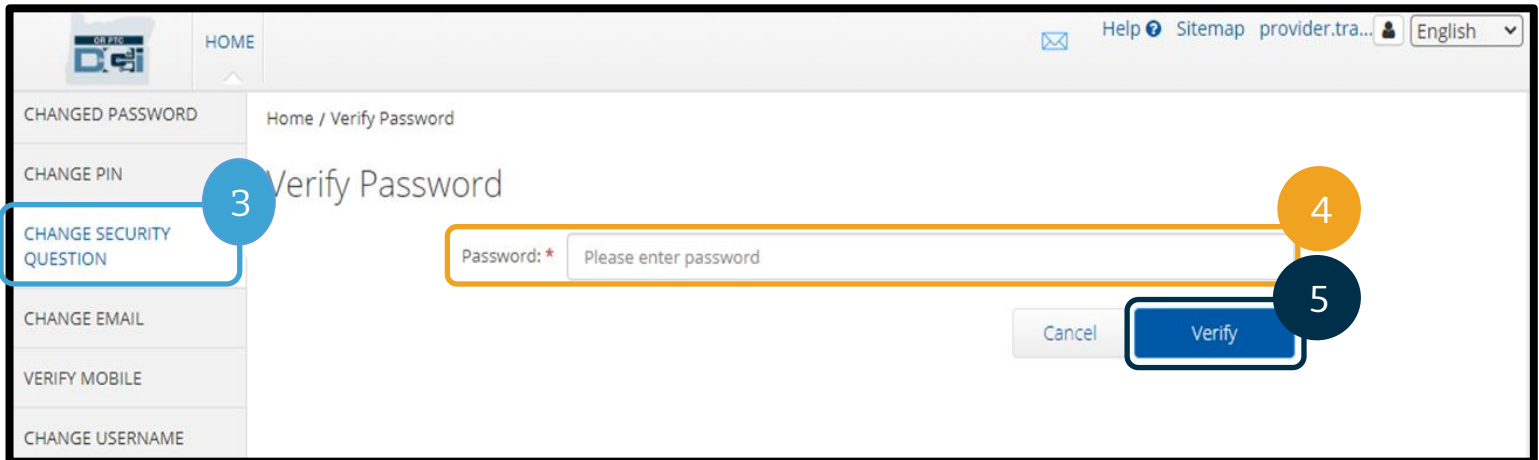 OR PTC
DCi
HOME
Help ? Sitemap provider.tra... English
CHANGED PASSWORD
Home / Verify Password
CHANGE PIN
Verify Password
3
4
CHANGE SECURITY
QUESTION
Password: * Please enter password
5
CHANGE EMAIL
Cancel Verify
VERIFY MOBILE
CHANGE USERNAME